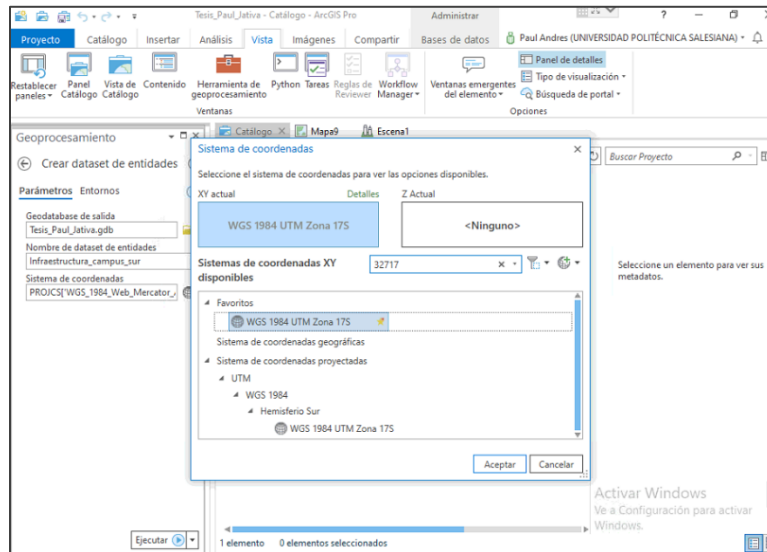 Tesis_Paul_Jativa - Catálogo - ArcGIS Pro
Administrar
?
Proyecto Catálogo Insertar Análisis Vista Imágenes Compartir Bases de datos Paul Andres (UNIVERSIDAD POLITÉCNICA SALESIANA)
Restablecer paneles
Panel Catálogo
Vista de Catálogo
Contenido
Herramienta de geoprocesamiento
Python
Tareas
Reglas de Reviewer
Workflow Manager
Ventanas emergentes del elemento
Panel de detalles
Tipo de visualización
Búsqueda de portal
Ventanas
Opciones
Geoprocesamiento
Catálogo Mapa9 Escena1
Crear dataset de entidades
Parámetros Entornos
Geodatabase de salida
Tesis_Paul_Jativa.gdb
Nombre de dataset de entidades
Infraestructura_campus_sur
Sistema de coordenadas
PROJCS['WGS_1984_Web_Mercator_
Ejecutar
Sistema de coordenadas
Seleccione el sistema de coordenadas para ver las opciones disponibles.
XY actual Detalles Z Actual
WGS 1984 UTM Zona 17S
<Ninguno>
Sistemas de coordenadas XY disponibles
32717
Favoritos
WGS 1984 UTM Zona 17S
Sistema de coordenadas geográficas
Sistema de coordenadas proyectadas
UTM
WGS 1984
Hemisferio Sur
WGS 1984 UTM Zona 17S
Aceptar Cancelar
Buscar Proyecto
Seleccione un elemento para ver sus
metadatos.
Activar Windows
Ve a Configuración para activar
Windows.
1 elemento 0 elementos seleccionados